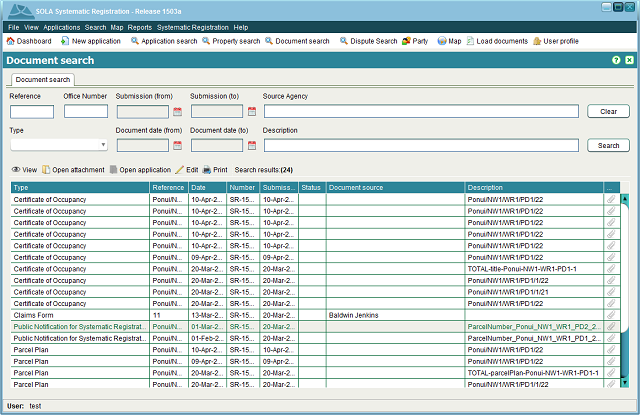 SOLA Systematic Registration - Release 1503a
File View Applications Search Map Reports Systematic Registration Help
Dashboard New application Application search Property search Document search Dispute Search Party Map Load documents User profile
Document search
Document search
Reference Office Number Submission (from) Submission (to) Source Agency
Clear
Type Document date (from) Document date (to) Description
Search
View Open attachment Open application Edit Print Search results:(24)
Type Reference Date Number Submiss... Status Document source Description ...
Certificate of Occupancy Ponui/N... 10-Apr-2... SR-15... 10-Apr-2... Ponui/NW1/WR1/PD1/22
Certificate of Occupancy Ponui/N... 10-Apr-2... SR-15... 10-Apr-2... Ponui/NW1/WR1/PD1/22
Certificate of Occupancy Ponui/N... 10-Apr-2... SR-15... 10-Apr-2... Ponui/NW1/WR1/PD1/22
Certificate of Occupancy Ponui/N... 10-Apr-2... SR-15... 10-Apr-2... Ponui/NW1/WR1/PD1/22
Certificate of Occupancy Ponui/N... 10-Apr-2... SR-15... 10-Apr-2... Ponui/NW1/WR1/PD1/22
Certificate of Occupancy Ponui/N... 09-Apr-2... SR-15... 09-Apr-2... Ponui/NW1/WR1/PD1/22
Certificate of Occupancy Ponui/N... 20-Mar-2... SR-15... 20-Mar-2... TOTAL-title-Ponui-NW1-WR1-PD1-1
Certificate of Occupancy Ponui/N... 20-Mar-2... SR-15... 20-Mar-2... Ponui/NW1/WR1/PD1/1/22
Certificate of Occupancy Ponui/N... 20-Mar-2... SR-15... 20-Mar-2... Ponui/NW1/WR1/PD1/1/21
Certificate of Occupancy Ponui/N... 20-Mar-2... SR-15... 20-Mar-2... Ponui/NW1/WR1/PD1/1/22
Claims Form 11 13-Mar-2... SR-15... 20-Mar-2... Baldwin Jenkins
Public Notification for Systematic Registrat... Ponui/N... 01-Mar-2... SR-15... 20-Mar-2... ParcelNumber_Ponui_NW1_WR1_PD2_2...
Public Notification for Systematic Registrat... Ponui/N... 01-Feb-2... SR-15... 20-Mar-2... ParcelNumber_Ponui_NW1_WR1_PD1_2...
Parcel Plan Ponui/N... 10-Apr-2... SR-15... 10-Apr-2... Ponui/NW1/WR1/PD1/22
Parcel Plan Ponui/N... 09-Apr-2... SR-15... 09-Apr-2... Ponui/NW1/WR1/PD1/22
Parcel Plan Ponui/N... 20-Mar-2... SR-15... 20-Mar-2... TOTAL-parcelPlan-Ponui-NW1-WR1-PD1-1
Parcel Plan Ponui/N... 20-Mar-2... SR-15... 20-Mar-2... Ponui/NW1/WR1/PD1/1/22
User: test